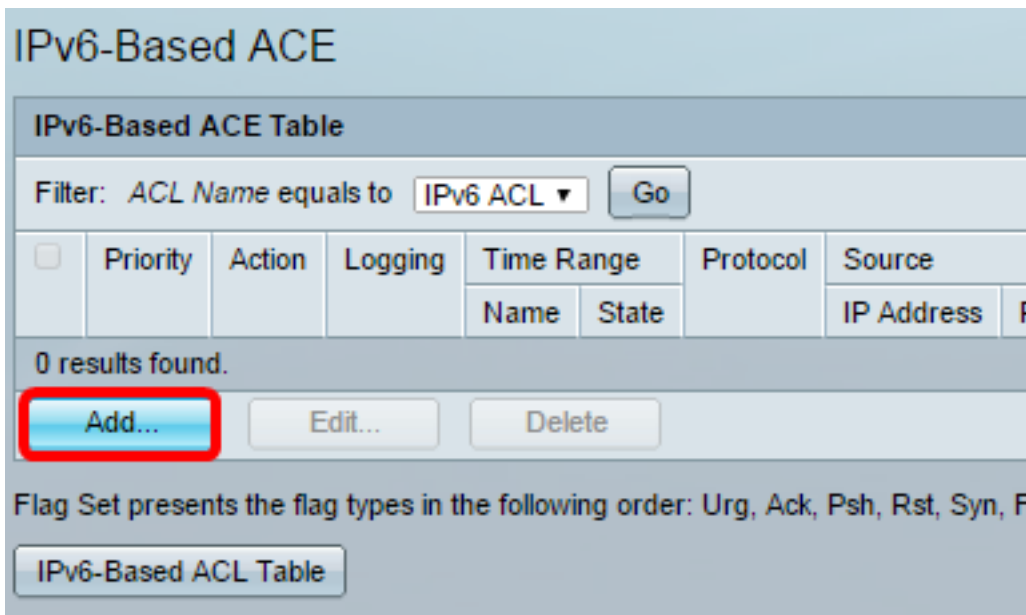 IPv6-Based ACE
IPv6-Based ACE Table
Filter: ACL Name equals to IPv6 ACL Go
Priority Action Logging Time Range Protocol Source
Name State IP Address
0 results found.
Add... Edit... Delete
Flag Set presents the flag types in the following order: Urg, Ack, Psh, Rst, Syn,
IPv6-Based ACL Table